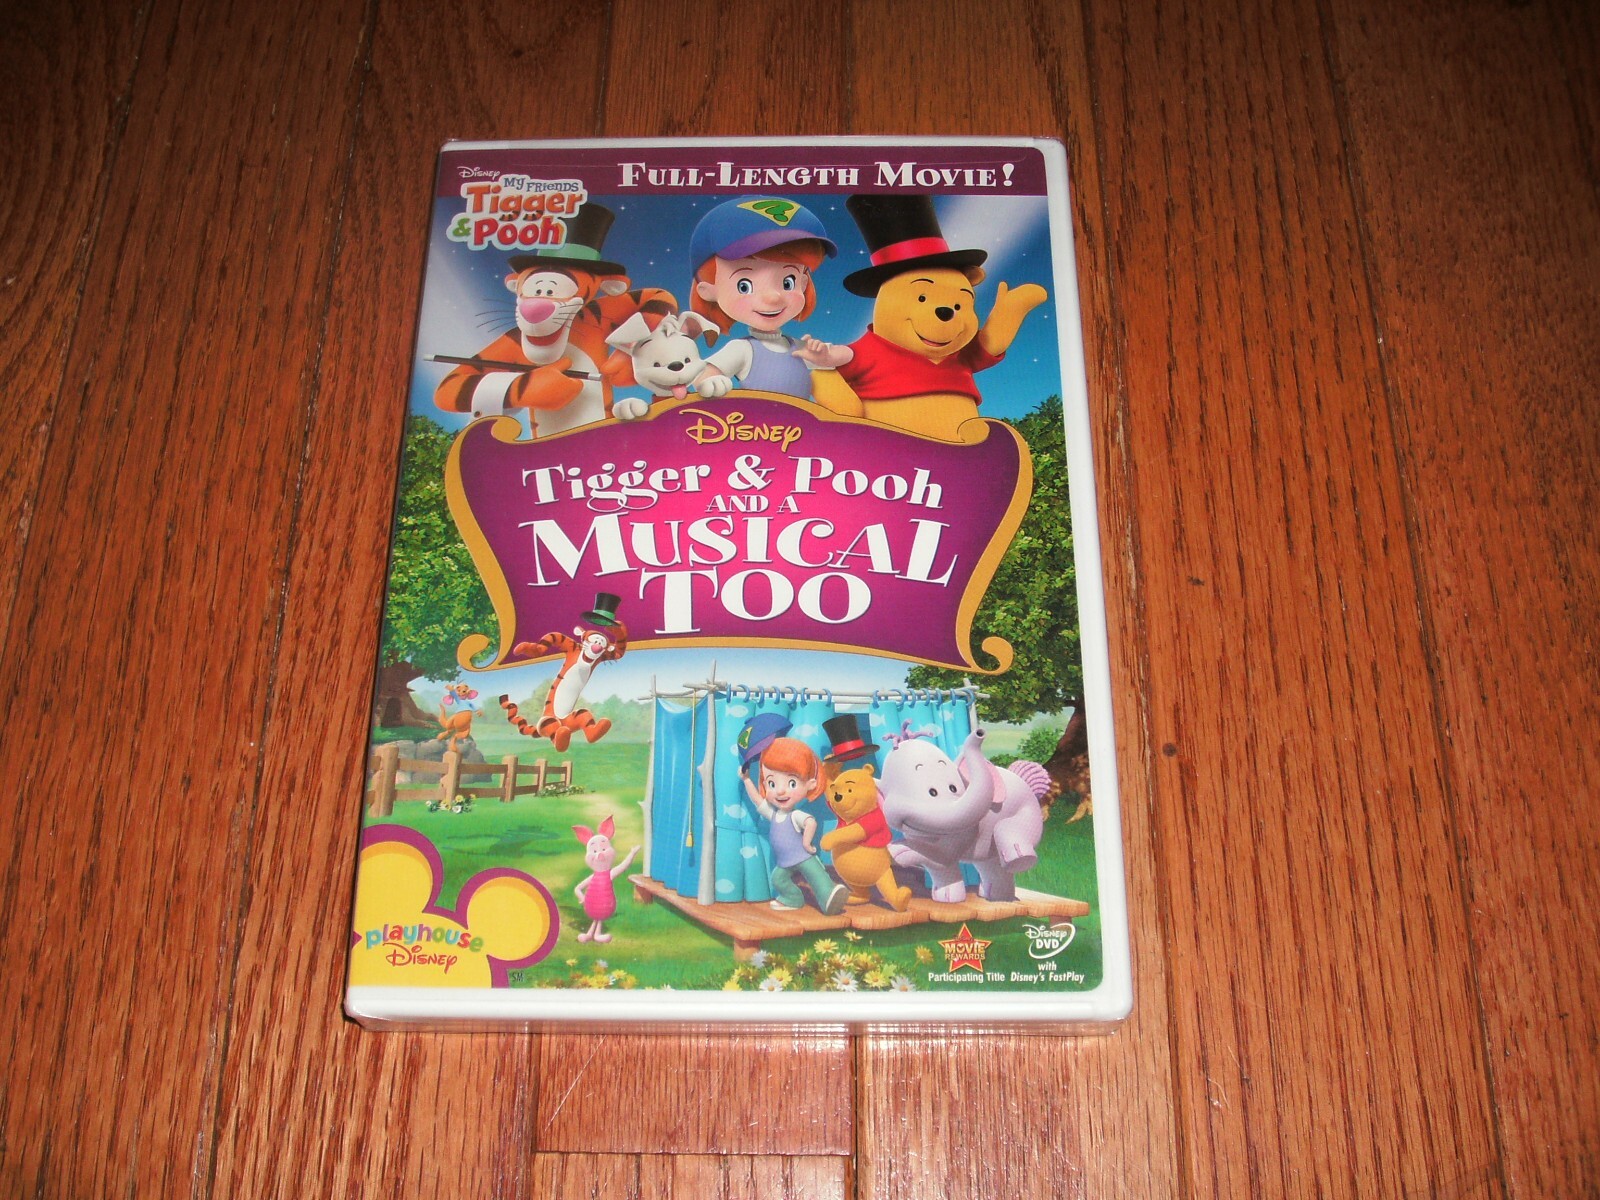 Full-Length Movie!
Disney
My Friends
Tigger
& Pooh
Disney
Tigger & Pooh
and a
Musical
Too
playhouse
Disney
SM
Movie
Rewards
Participating Title
Disney
DVD
with
Disney's FastPlay